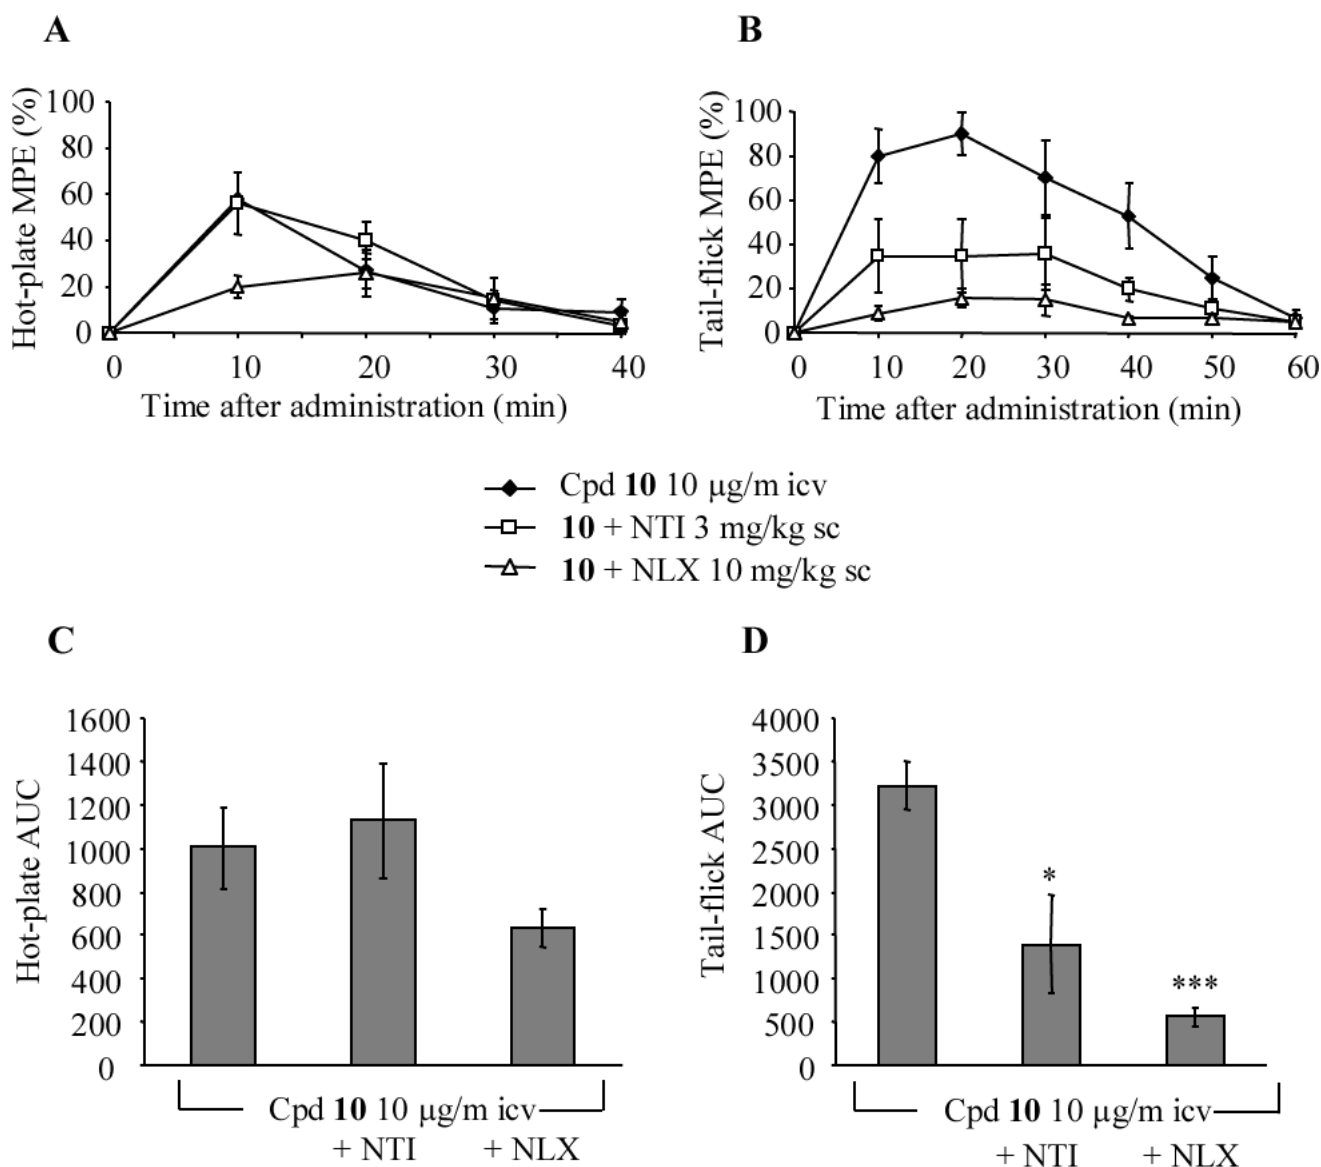 A
B
Hot-plate MPE (%)
100
80
60
40
20
0
0 10 20 30 40
Time after administration (min)
Tail-flick MPE (%)
100
80
60
40
20
0
0 10 20 30 40 50 60
Time after administration (min)
Cpd 10 10 µg/m icv
10 + NTI 3 mg/kg sc
10 + NLX 10 mg/kg sc
C
D
Hot-plate AUC
1600
1400
1200
1000
800
600
400
200
0
Cpd 10 10 µg/m icv
+ NTI + NLX
Tail-flick AUC
4000
3500
3000
2500
2000
1500
1000
500
0
*
***
Cpd 10 10 µg/m icv
+ NTI + NLX